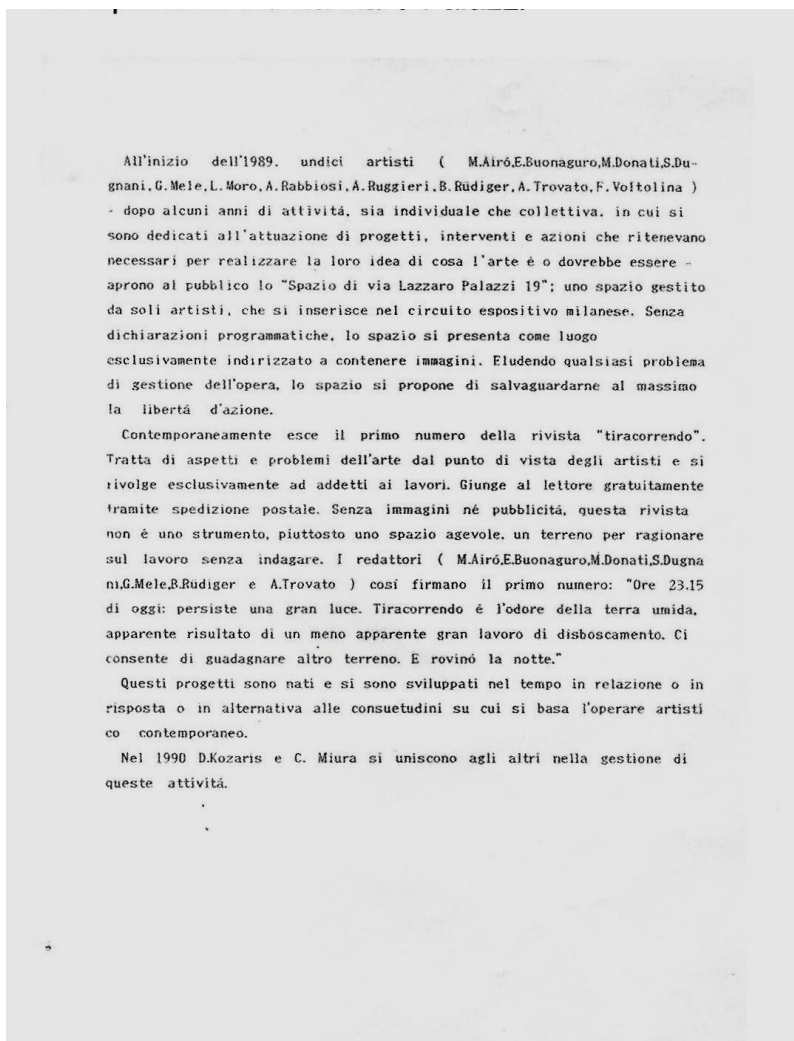 All'inizio dell'1989. undici artisti ( M.Airó,E.Buonaguro,M.Donati,S.Du-
gnani,G.Mele,L.Moro,A.Rabbiosi,A.Ruggieri,B.Rüdiger,A.Trovato,F.Voltolina )
- dopo alcuni anni di attivitá, sia individuale che collettiva, in cui si
sono dedicati all'attuazione di progetti, interventi e azioni che ritenevano
necessari per realizzare la loro idea di cosa l'arte é o dovrebbe essere -
aprono al pubblico lo "Spazio di via Lazzaro Palazzi 19"; uno spazio gestito
da soli artisti, che si inserisce nel circuito espositivo milanese. Senza
dichiarazioni programmatiche, lo spazio si presenta come luogo
esclusivamente indirizzato a contenere immagini. Eludendo qualsiasi problema
di gestione dell'opera, lo spazio si propone di salvaguardarne al massimo
la libertá d'azione.
Contemporaneamente esce il primo numero della rivista "tiracorrendo".
Tratta di aspetti e problemi dell'arte dal punto di vista degli artisti e si
rivolge esclusivamente ad addetti ai lavori. Giunge al lettore gratuitamente
tramite spedizione postale. Senza immagini né pubblicitá, questa rivista
non é uno strumento, piuttosto uno spazio agevole, un terreno per ragionare
sul lavoro senza indagare. I redattori ( M.Airó,E.Buonaguro,M.Donati,S.Dugna
ni,G.Mele,B.Rüdiger e A.Trovato ) cosí firmano il primo numero: "Ore 23.15
di oggi: persiste una gran luce. Tiracorrendo é l'odore della terra umida,
apparente risultato di un meno apparente gran lavoro di disboscamento. Ci
consente di guadagnare altro terreno. E rovinó la notte."
Questi progetti sono nati e si sono sviluppati nel tempo in relazione o in
risposta o in alternativa alle consuetudini su cui si basa l'operare artisti
co contemporaneo.
Nel 1990 D.Kozaris e C. Miura si uniscono agli altri nella gestione di
queste attivitá.